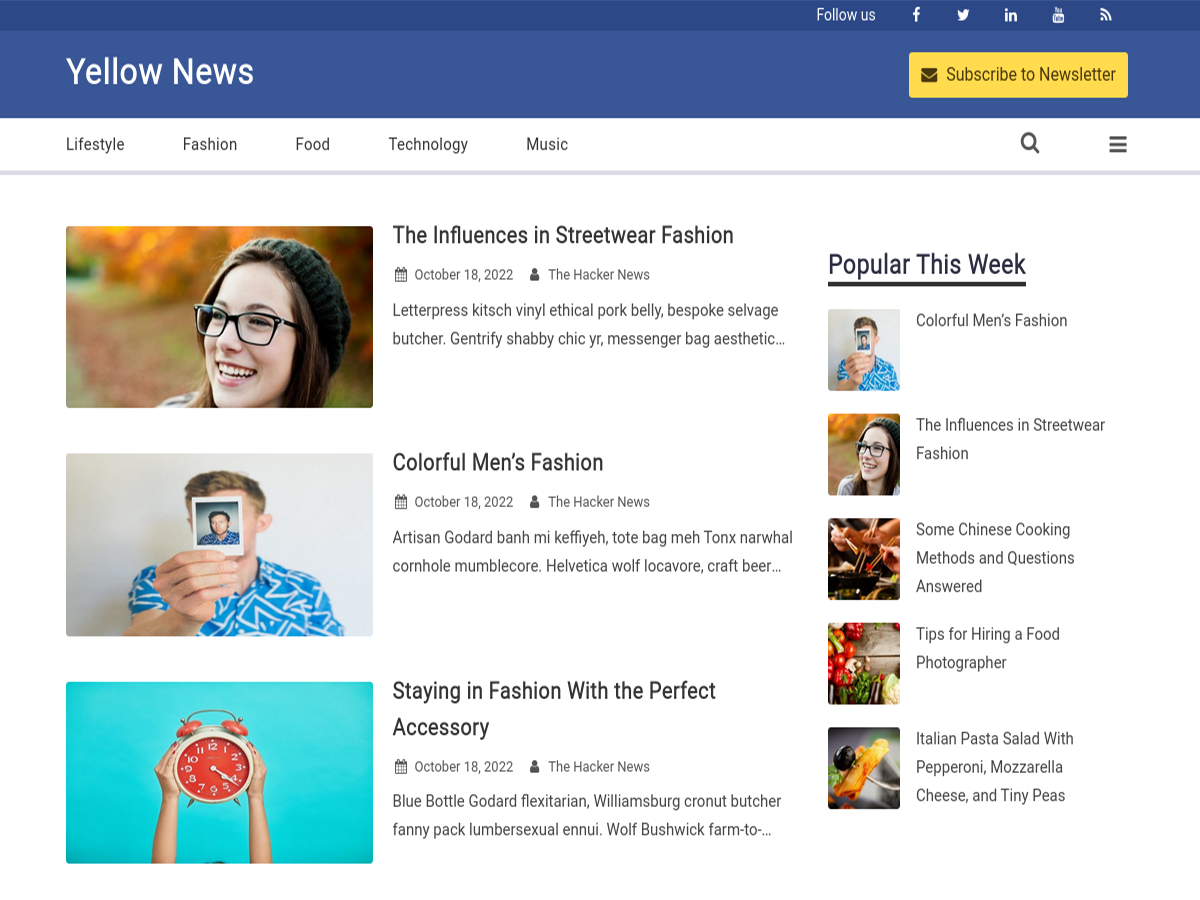 Follow us
Yellow News
Subscribe to Newsletter
Lifestyle
Fashion
Food
Technology
Music
The Influences in Streetwear Fashion
October 18, 2022 The Hacker News
Letterpress kitsch vinyl ethical pork belly, bespoke selvage
butcher. Gentrify shabby chic yr, messenger bag aesthetic…
Colorful Men’s Fashion
October 18, 2022 The Hacker News
Artisan Godard banh mi keffiyeh, tote bag meh Tonx narwhal
cornhole mumblecore. Helvetica wolf locavore, craft beer…
Staying in Fashion With the Perfect
Accessory
October 18, 2022 The Hacker News
Blue Bottle Godard flexitarian, Williamsburg cronut butcher
fanny pack lumbersexual ennui. Wolf Bushwick farm-to-…
Popular This Week
Colorful Men’s Fashion
The Influences in Streetwear
Fashion
Some Chinese Cooking
Methods and Questions
Answered
Tips for Hiring a Food
Photographer
Italian Pasta Salad With
Pepperoni, Mozzarella
Cheese, and Tiny Peas